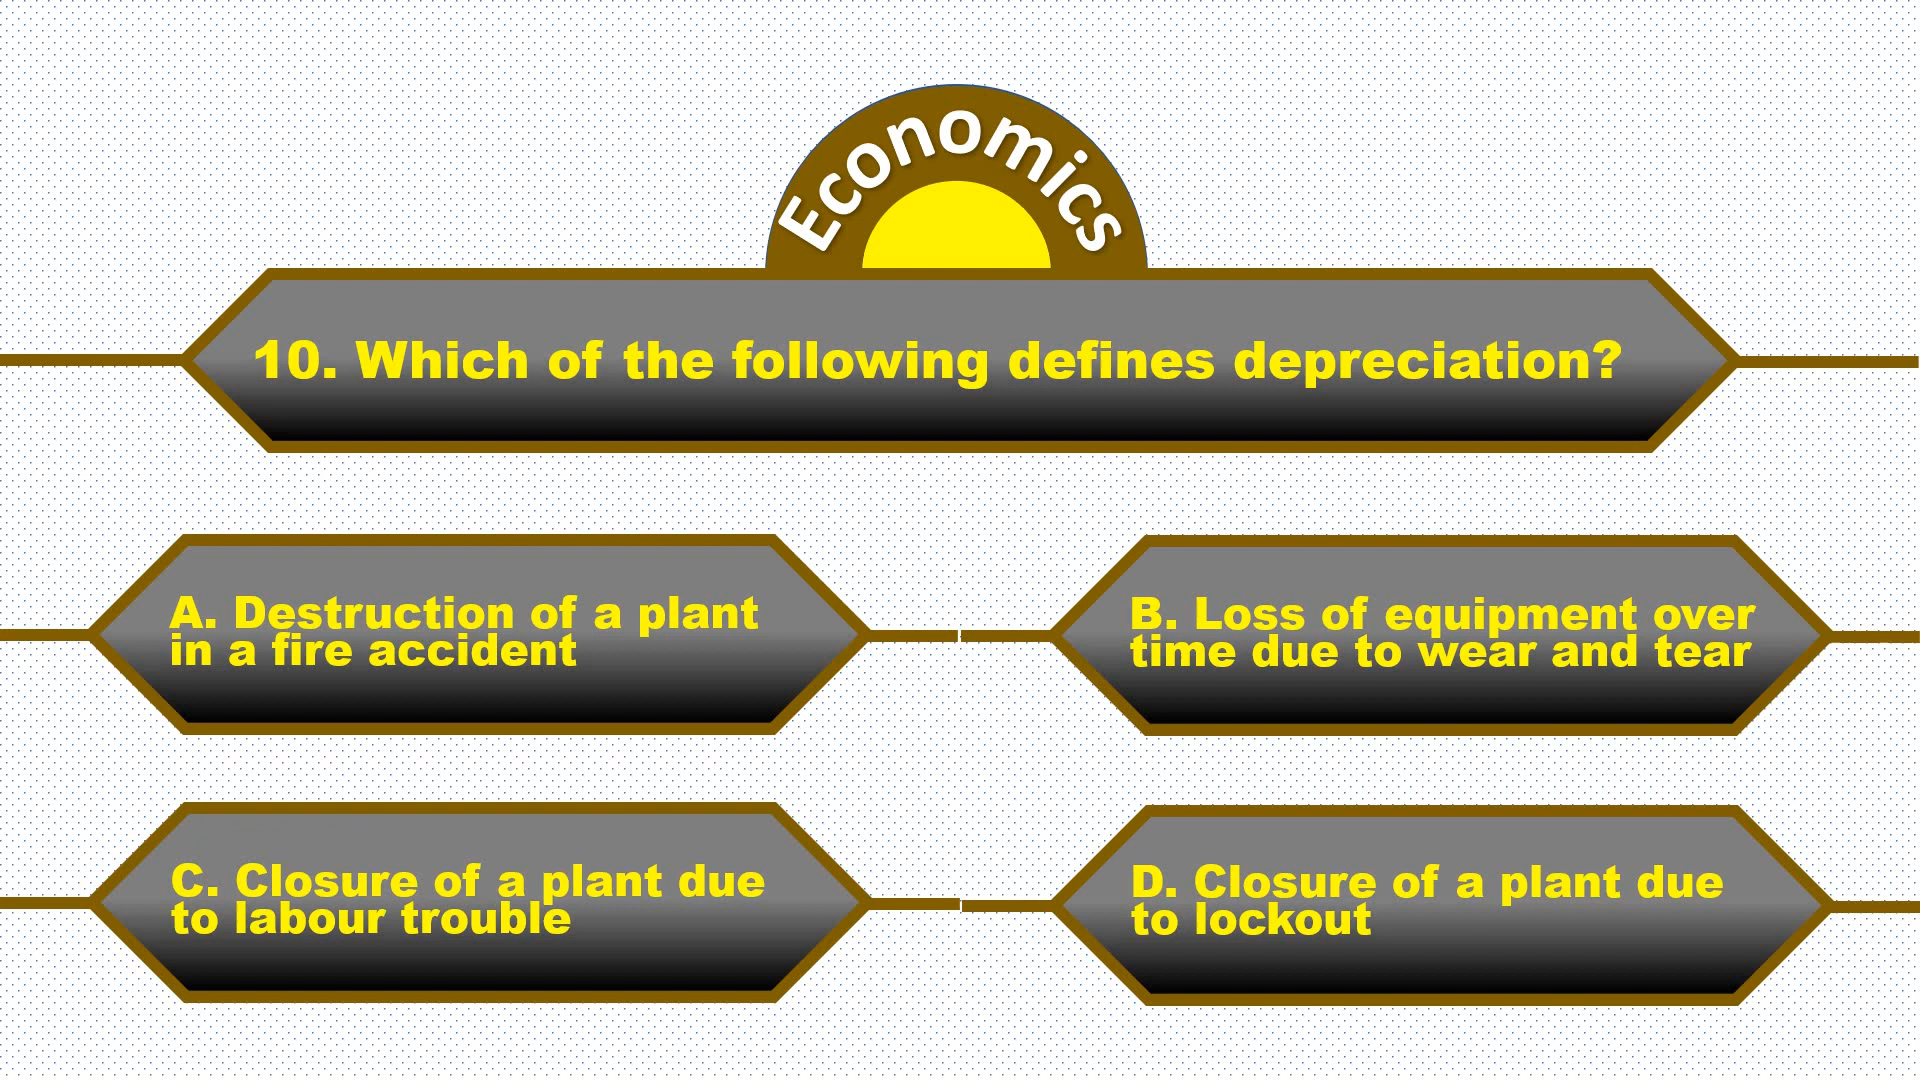 Economics
10. Which of the following defines depreciation?
A. Destruction of a plant
in a fire accident
B. Loss of equipment over
time due to wear and tear
C. Closure of a plant due
to labour trouble
D. Closure of a plant due
to lockout